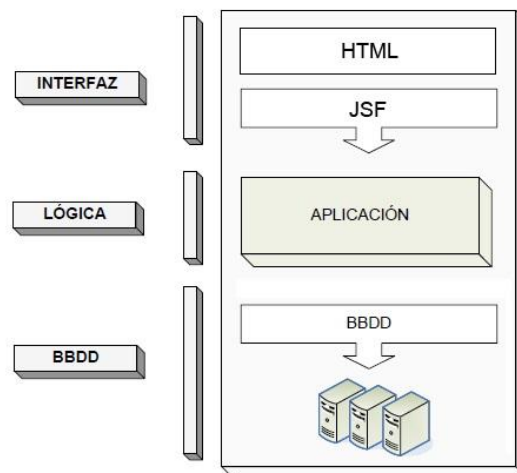 HTML
INTERFAZ
JSF
LÓGICA
APLICACIÓN
BBDD
BBDD